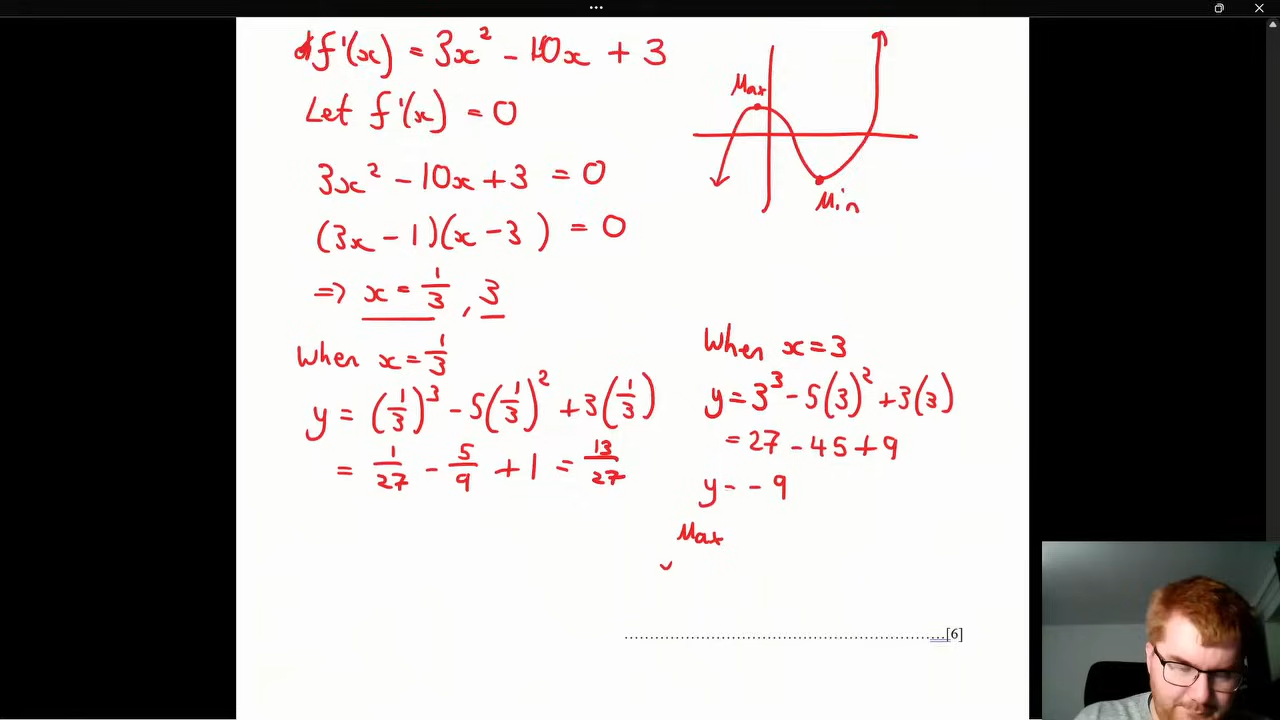 f'(x) = 3x² - 10x + 3
Let f'(x) = 0
3x² - 10x + 3 = 0
(3x - 1)(x - 3) = 0
=> x = 1/3, 3
When x = 1/3
y = (1/3)³ - 5(1/3)² + 3(1/3)
= 1/27 - 5/9 + 1 = 13/27
Max
Min
When x = 3
y = 3³ - 5(3)² + 3(3)
= 27 - 45 + 9
y = - 9
Max
[6]